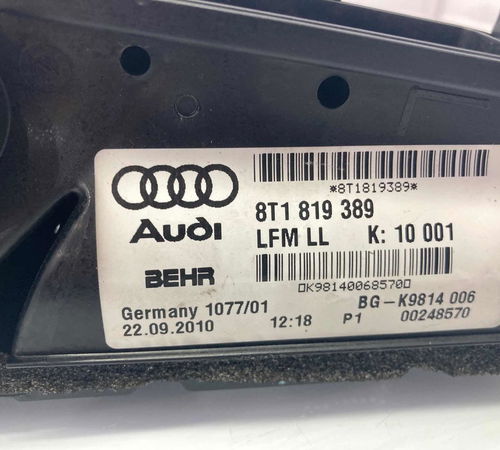 *8T1819389*
8T1 819 389
Audi
LFM LL K: 10 001
BEHR
□K98140068570□
BG-K9814 006
Germany 1077/01
22.09.2010 12:18 P1 00248570